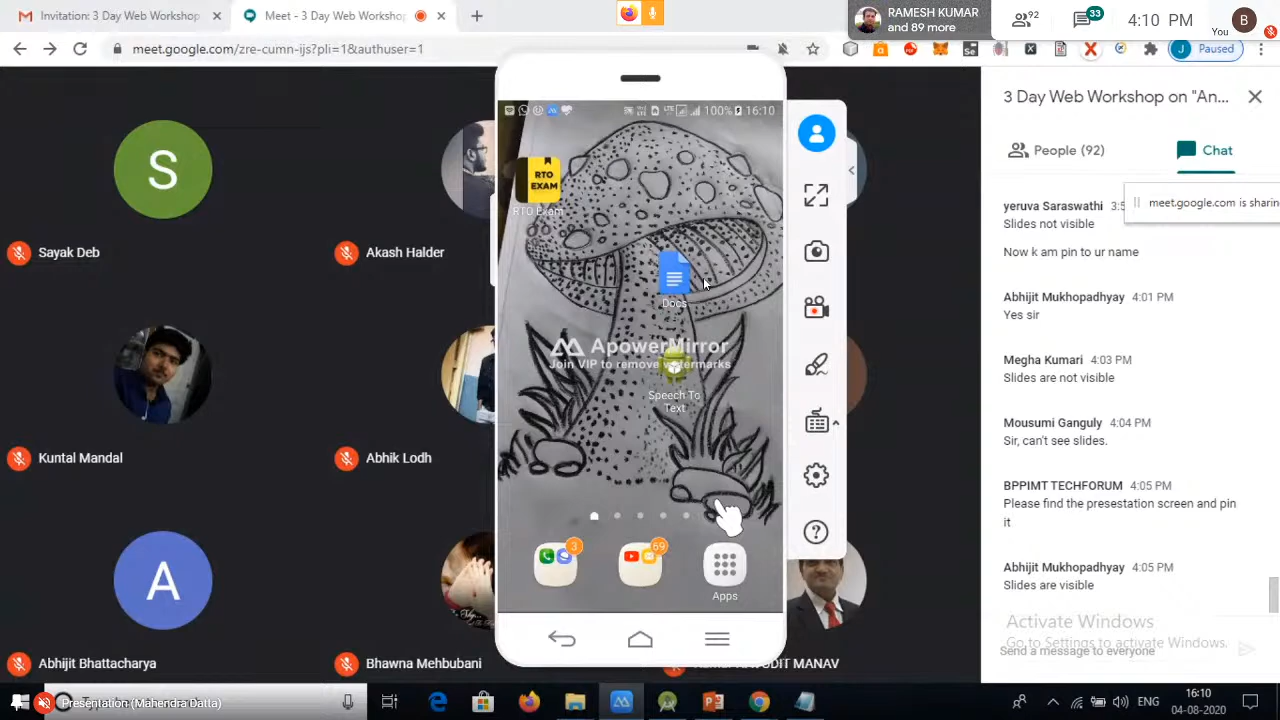 Invitation: 3 Day Web Workshop
Meet - 3 Day Web Workshop
RAMESH KUMAR
and 89 more
92
33
4:10 PM
You
B
meet.google.com/zre-cumn-ijs?pli=1&authuser=1
J Paused
3 Day Web Workshop on "An...
People (92)
Chat
meet.google.com is sharin
yeruva Saraswathi
Slides not visible
Now k am pin to ur name
Abhijit Mukhopadhyay 4:01 PM
Yes sir
Megha Kumari 4:03 PM
Slides are not visible
Mousumi Ganguly 4:04 PM
Sir, can't see slides.
BPPIMT TECHFORUM 4:05 PM
Please find the presestation screen and pin
it
Abhijit Mukhopadhyay 4:05 PM
Slides are visible
Activate Windows
Go to Settings to activate Windows.
Send a message to everyone
S
Sayak Deb
Akash Halder
Kuntal Mandal
Abhik Lodh
A
Abhijit Bhattacharya
Bhawna Mehbubani
MANAV
100% 16:10
RTO
EXAM
RTO Exam
Docs
ApowerMirror
Join VIP to remove watermarks
Speech To
Text
3
69
Apps
Presentation (Mahendra Datta)
ENG
16:10
04-08-2020